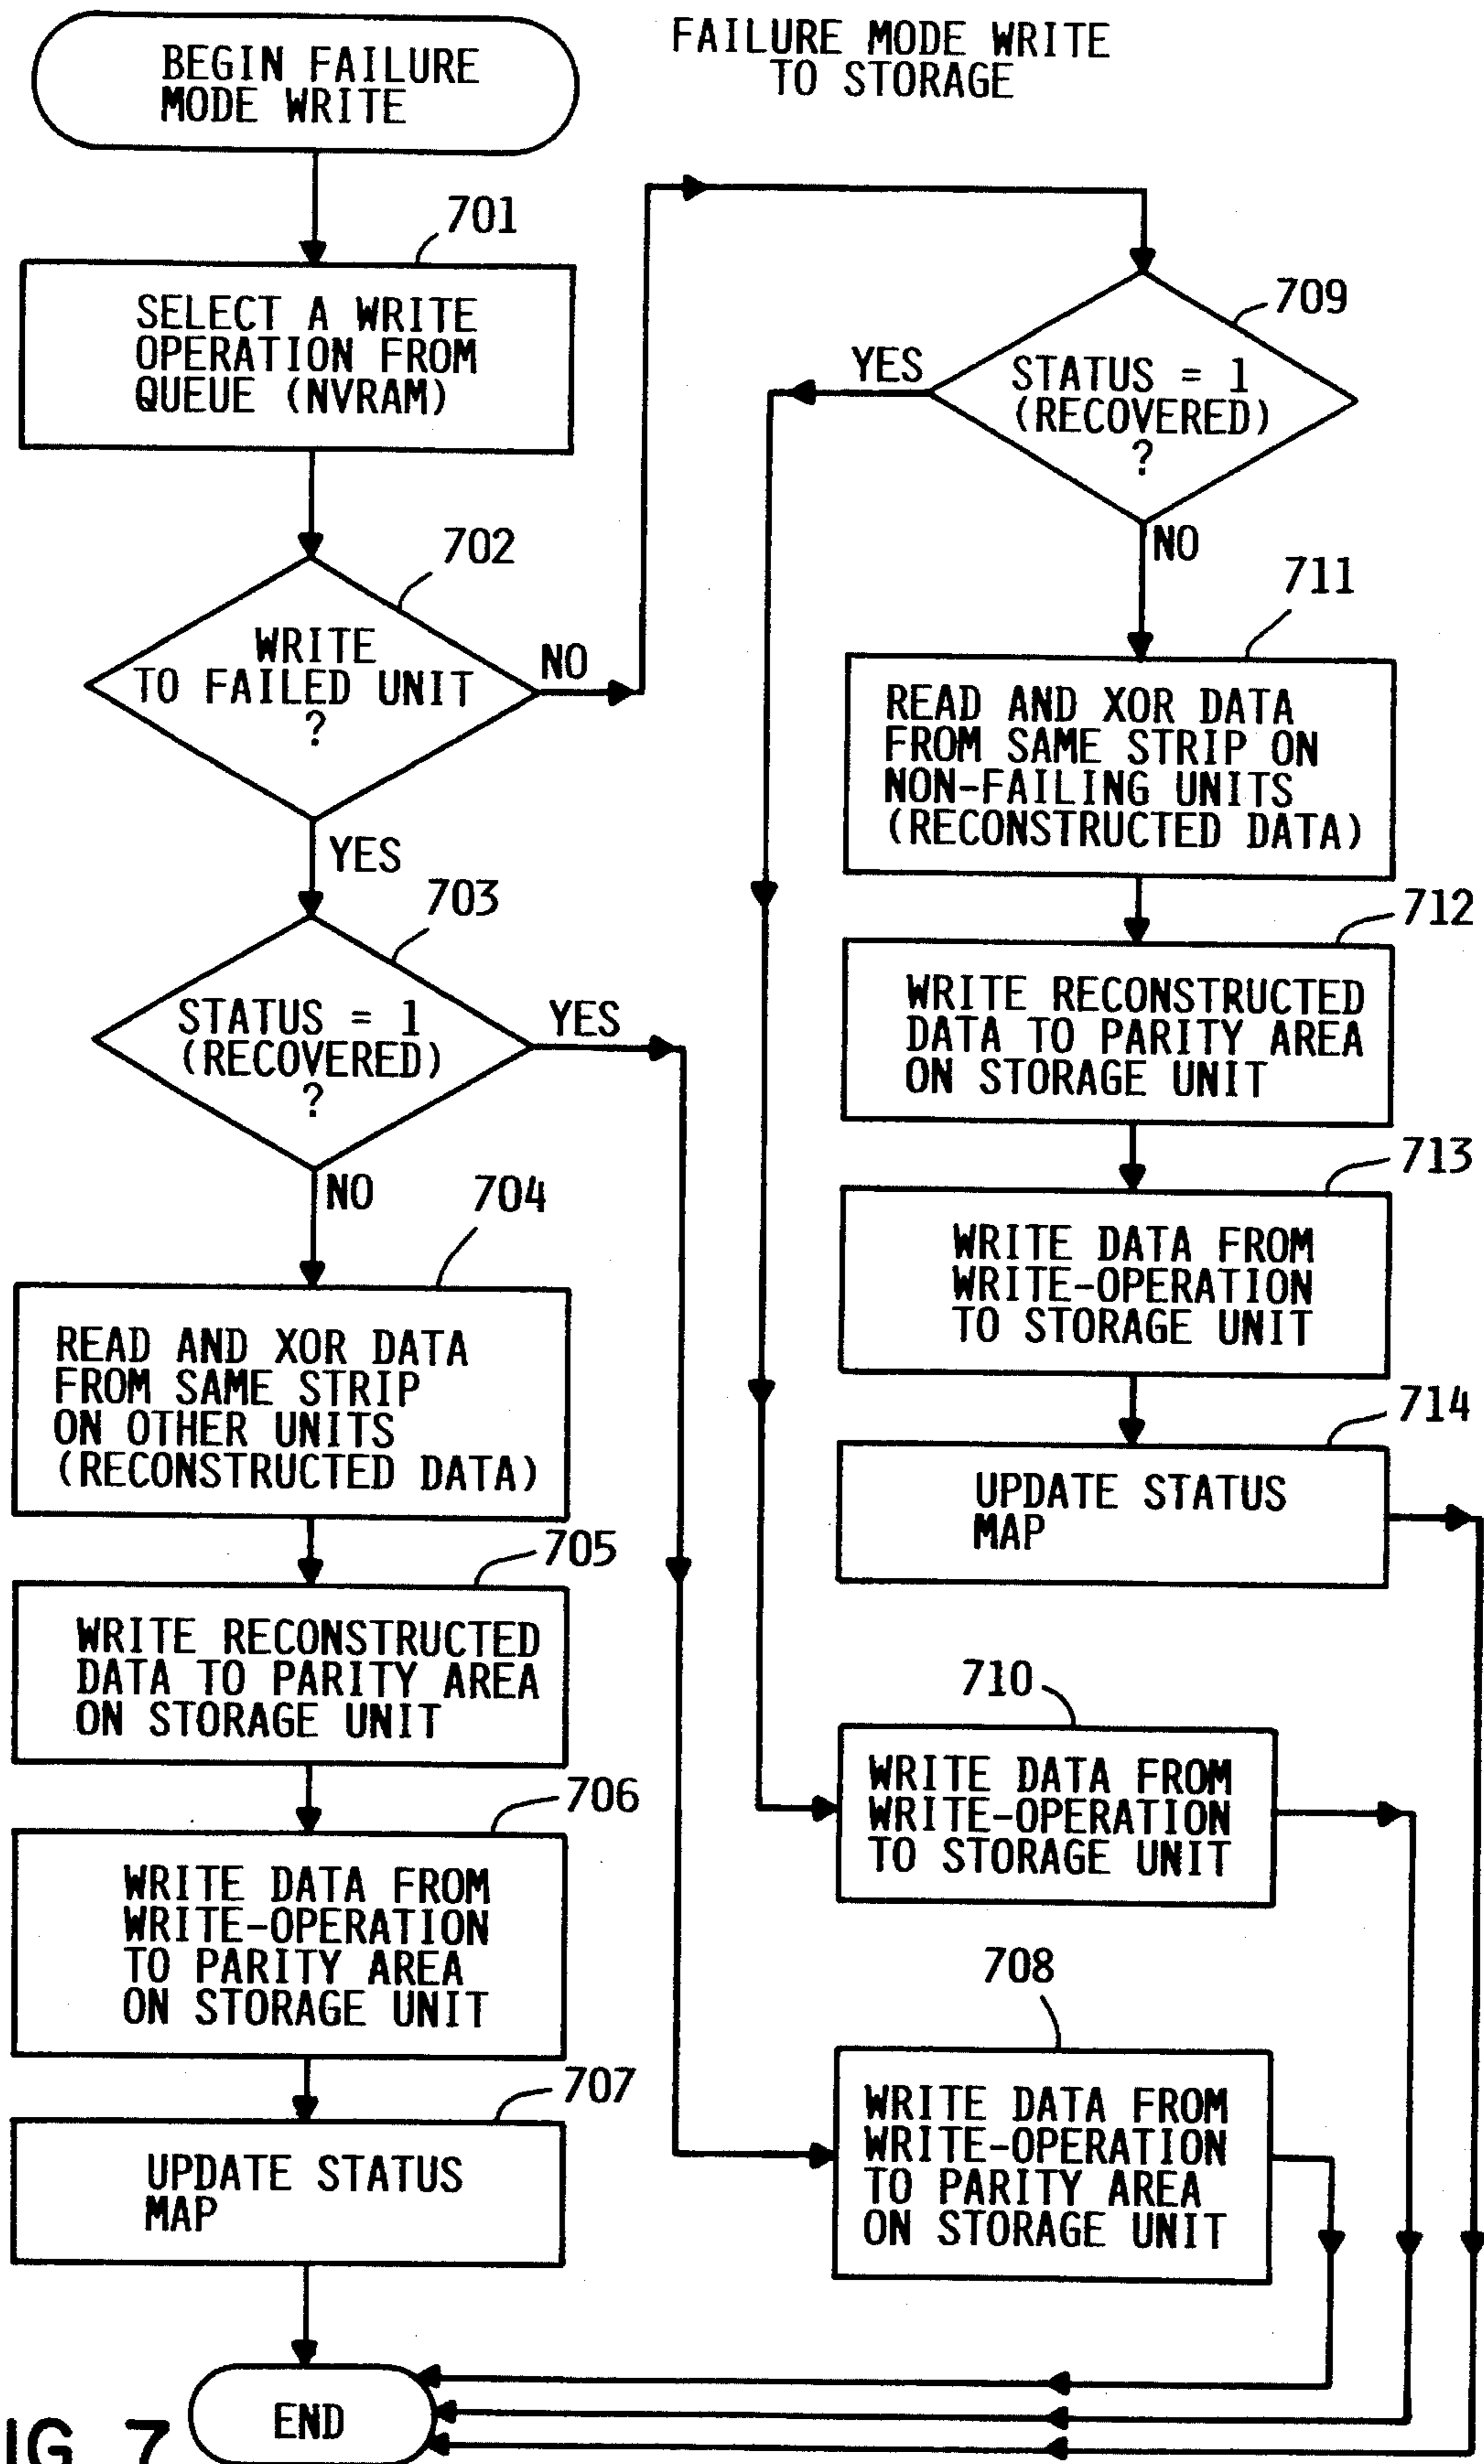 FAILURE MODE WRITE
TO STORAGE
BEGIN FAILURE
MODE WRITE
701
SELECT A WRITE
OPERATION FROM
QUEUE (NVRAM)
702
WRITE
TO FAILED UNIT
?
NO
YES
703
STATUS = 1
(RECOVERED)
?
YES
NO
704
READ AND XOR DATA
FROM SAME STRIP
ON OTHER UNITS
(RECONSTRUCTED DATA)
705
WRITE RECONSTRUCTED
DATA TO PARITY AREA
ON STORAGE UNIT
706
WRITE DATA FROM
WRITE-OPERATION
TO PARITY AREA
ON STORAGE UNIT
707
UPDATE STATUS
MAP
709
STATUS = 1
(RECOVERED)
?
YES
NO
711
READ AND XOR DATA
FROM SAME STRIP ON
NON-FAILING UNITS
(RECONSTRUCTED DATA)
712
WRITE RECONSTRUCTED
DATA TO PARITY AREA
ON STORAGE UNIT
713
WRITE DATA FROM
WRITE-OPERATION
TO STORAGE UNIT
714
UPDATE STATUS
MAP
710
WRITE DATA FROM
WRITE-OPERATION
TO STORAGE UNIT
708
WRITE DATA FROM
WRITE-OPERATION
TO PARITY AREA
ON STORAGE UNIT
END
IG. 7